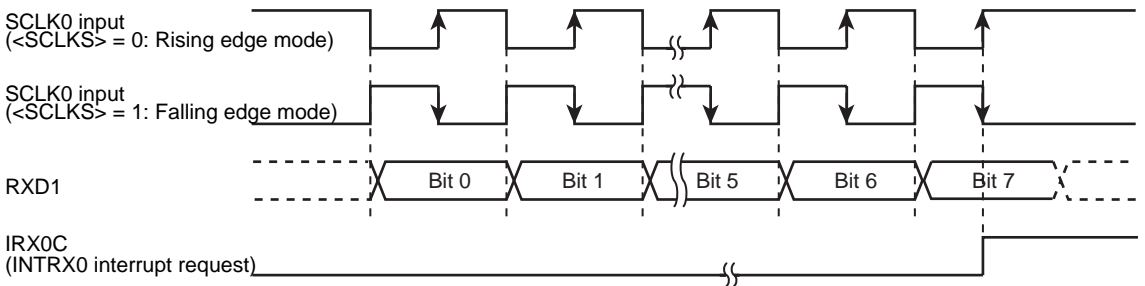 SCLK0 input
(<SCLKS> = 0: Rising edge mode)
SCLK0 input
(<SCLKS> = 1: Falling edge mode)
RXD1
Bit 0
Bit 1
Bit 5
Bit 6
Bit 7
IRX0C
(INTRX0 interrupt request)